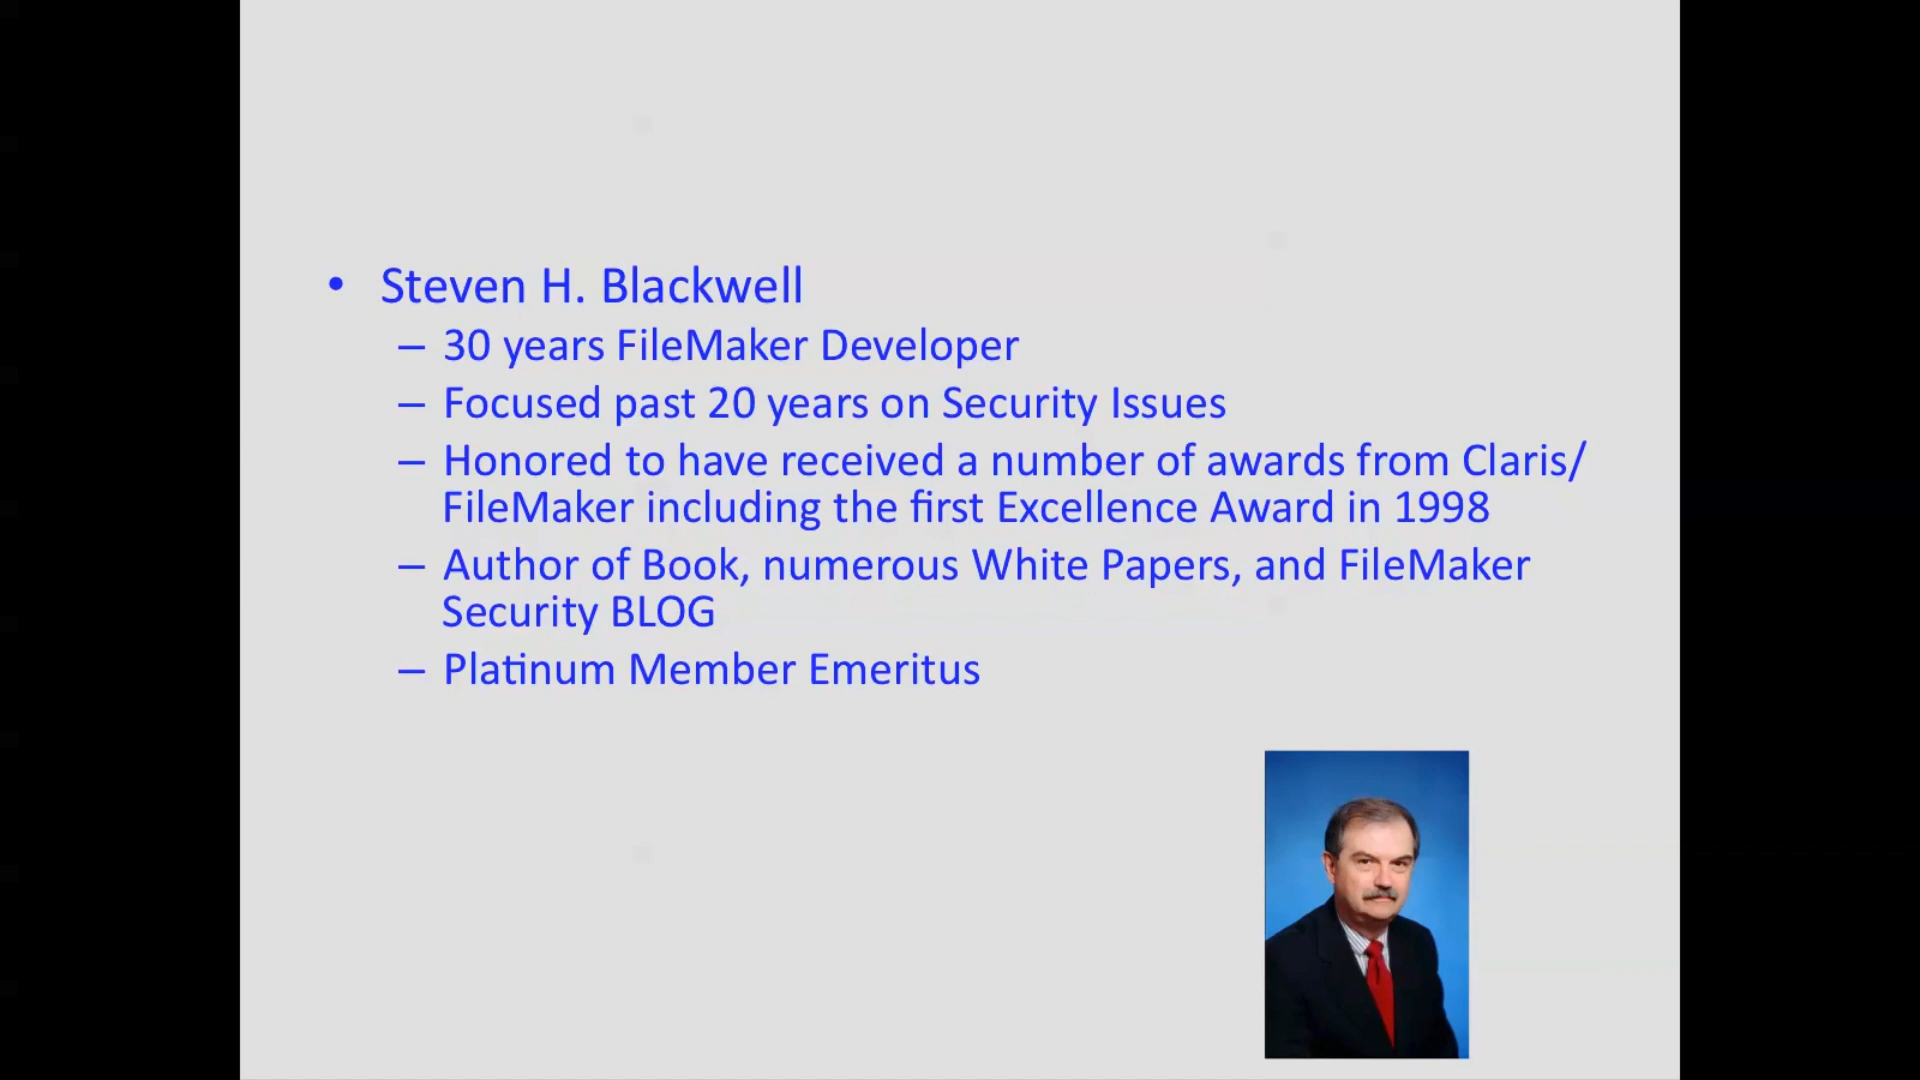 • Steven H. Blackwell
– 30 years FileMaker Developer
– Focused past 20 years on Security Issues
– Honored to have received a number of awards from Claris/
FileMaker including the first Excellence Award in 1998
– Author of Book, numerous White Papers, and FileMaker
Security BLOG
– Platinum Member Emeritus